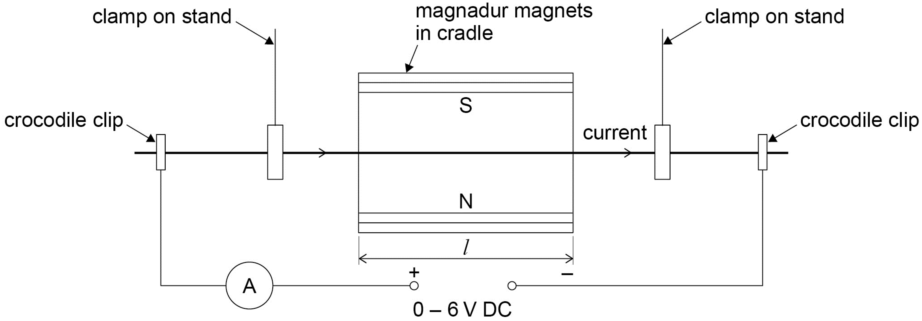 clamp on stand
magnadur magnets
in cradle
clamp on stand
crocodile clip
S
current
crocodile clip
N
l
A
+
–
0 – 6 V DC